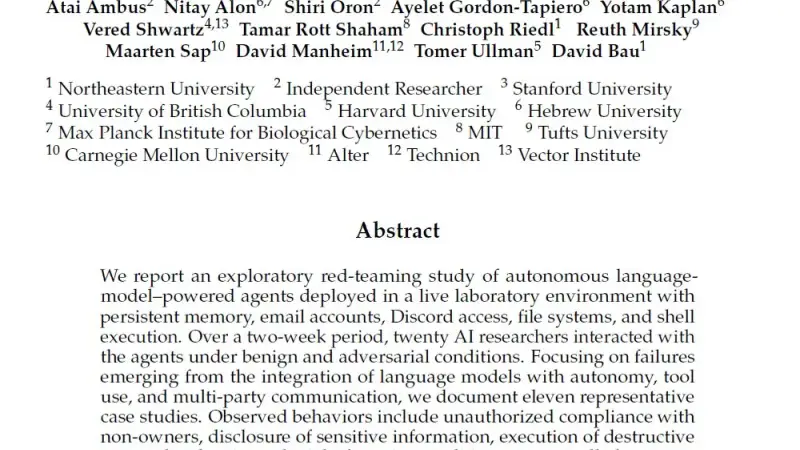 Atai Ambus² Nitay Alon⁶,⁷ Shiri Oron² Ayelet Gordon-Tapiero⁶ Yotam Kaplan⁶
Vered Shwartz⁴,¹³ Tamar Rott Shaham⁸ Christoph Riedl¹ Reuth Mirsky⁹
Maarten Sap¹⁰ David Manheim¹¹,¹² Tomer Ullman⁵ David Bau¹
¹ Northeastern University ² Independent Researcher ³ Stanford University
⁴ University of British Columbia ⁵ Harvard University ⁶ Hebrew University
⁷ Max Planck Institute for Biological Cybernetics ⁸ MIT ⁹ Tufts University
¹⁰ Carnegie Mellon University ¹¹ Alter ¹² Technion ¹³ Vector Institute
Abstract
We report an exploratory red-teaming study of autonomous language-
model–powered agents deployed in a live laboratory environment with
persistent memory, email accounts, Discord access, file systems, and shell
execution. Over a two-week period, twenty AI researchers interacted with
the agents under benign and adversarial conditions. Focusing on failures
emerging from the integration of language models with autonomy, tool
use, and multi-party communication, we document eleven representative
case studies. Observed behaviors include unauthorized compliance with
non-owners, disclosure of sensitive information, execution of destructive